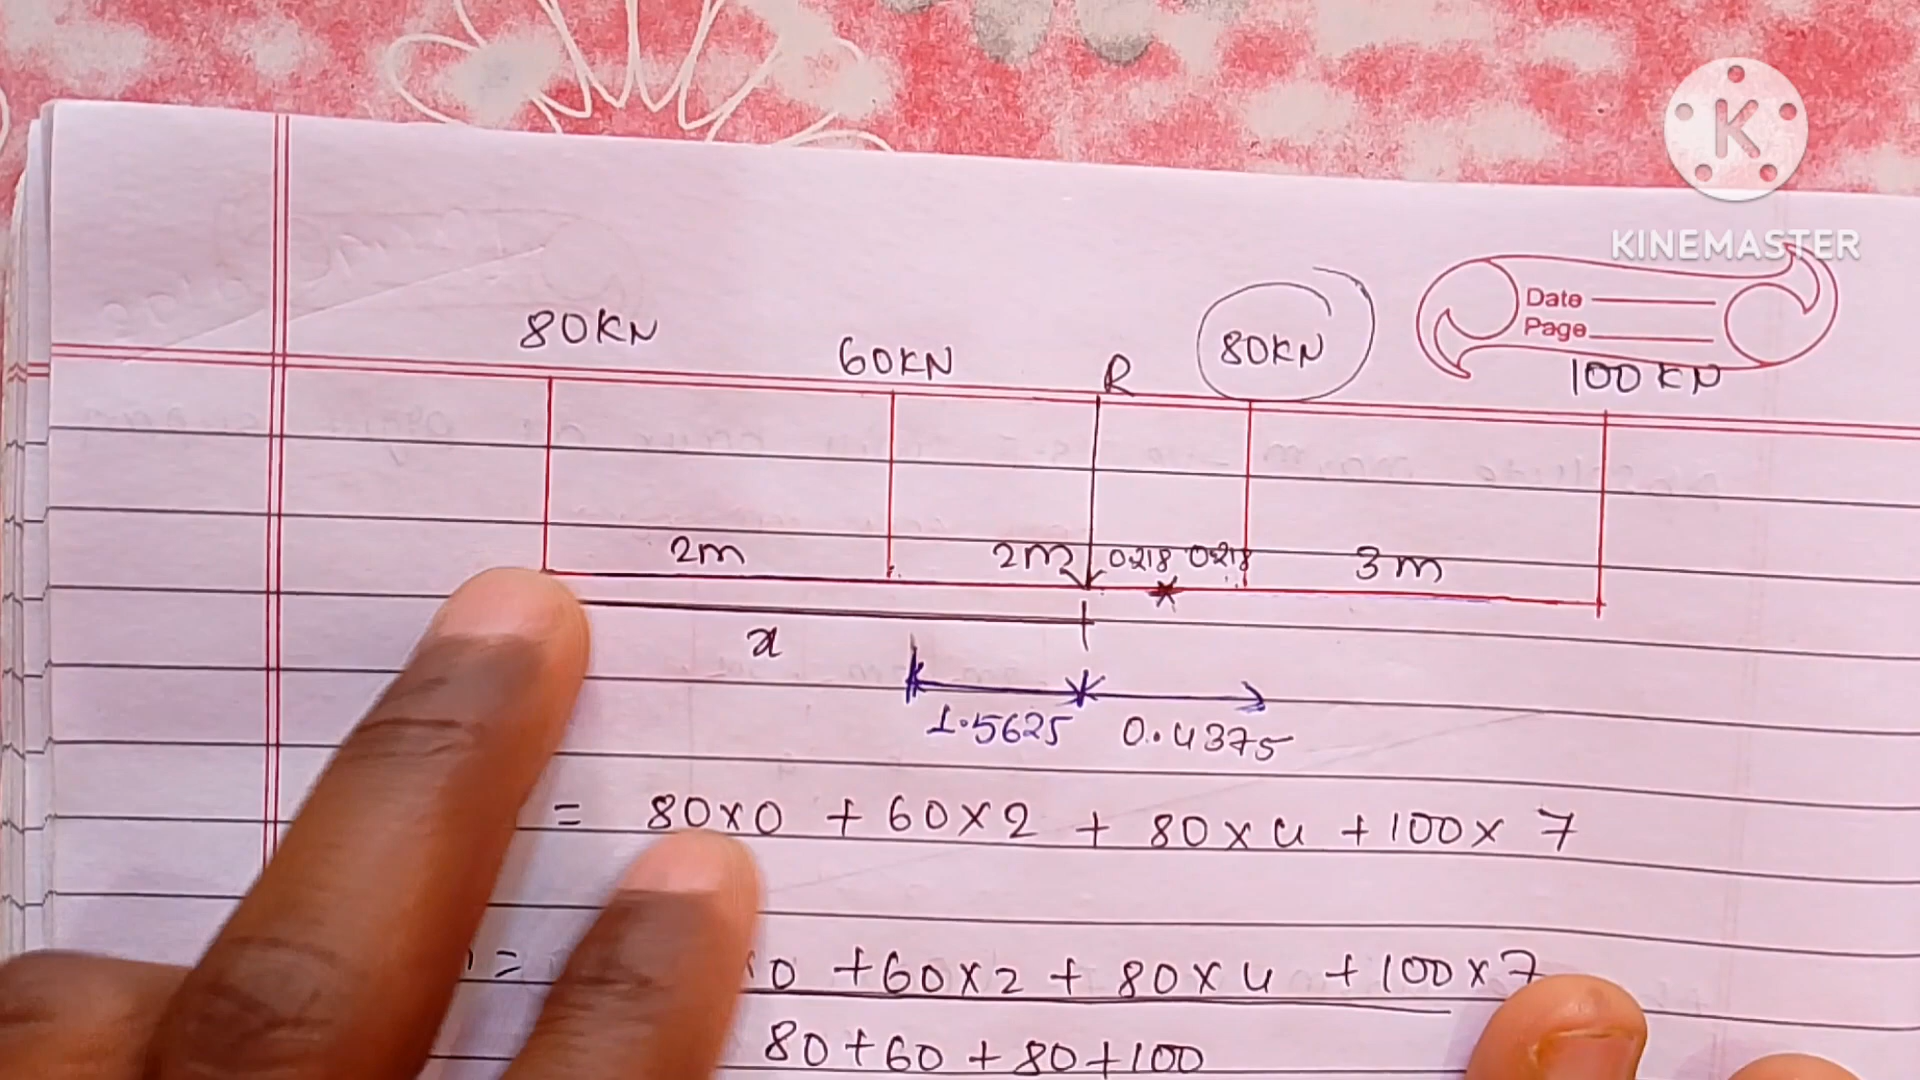 KINEMASTER
Date
Page
80KN 60KN R 80KN 100KN
2m 2m 0.218 0.218 3m
x
1.5625 0.4375
= 80×0 + 60×2 + 80×4 + 100×7
= ×0 + 60×2 + 80×4 + 100×7
80+60+80+100